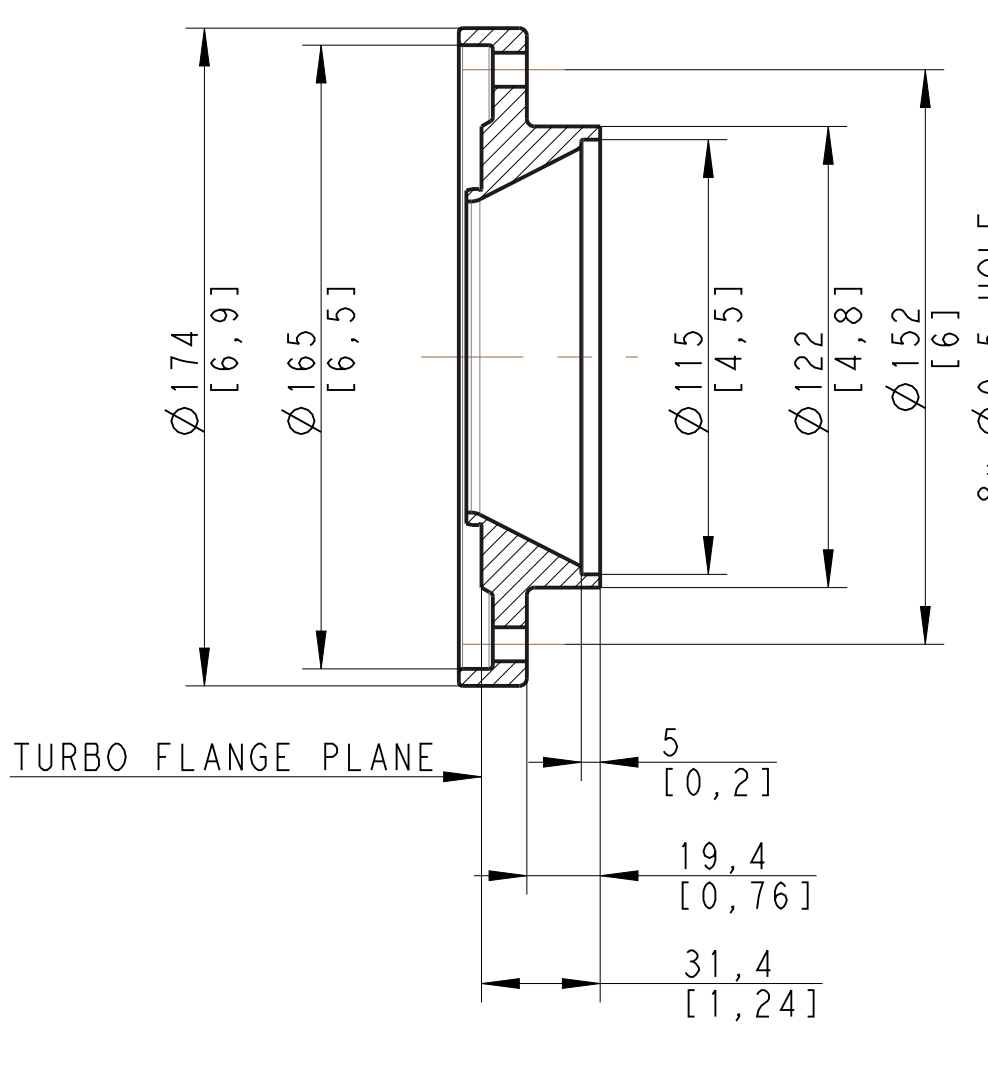 Ø174
[6,9]
Ø165
[6,5]
Ø115
[4,5]
Ø122
[4,8]
Ø152
[6]
TURBO FLANGE PLANE
5
[0,2]
19,4
[0,76]
31,4
[1,24]